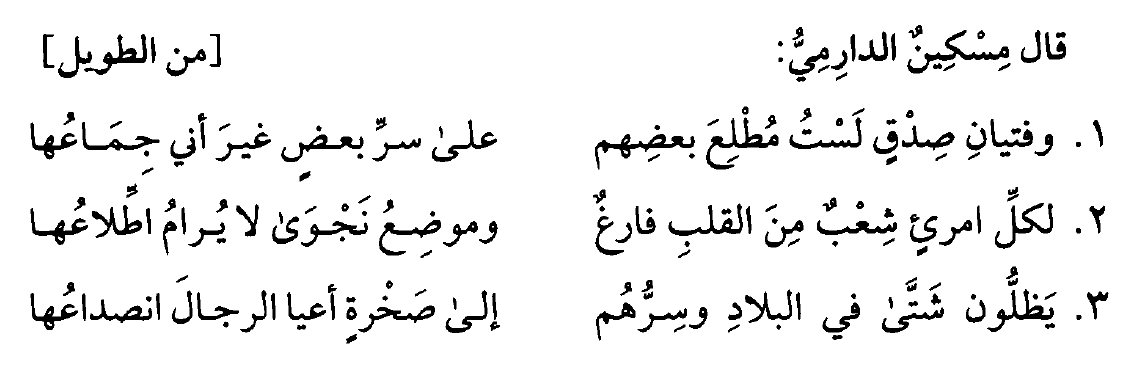 قال مِسْكِينٌ الدارِمِيُّ: [من الطويل]
١. وفتيانِ صِدْقٍ لَسْتُ مُطْلِعَ بعضِهم علىٰ سرِّ بعضٍ غيرَ أني جِمَاعُها
٢. لكلِّ امرئٍ شِعْبٌ مِنَ القلبِ فارغٌ وموضِعُ نَجْوَىٰ لا يُرامُ اطِّلاعُها
٣. يَظلُّون شَتَّىٰ في البلادِ وسِرُّهُم إلىٰ صَخْرةٍ أعيا الرجالَ انصداعُها